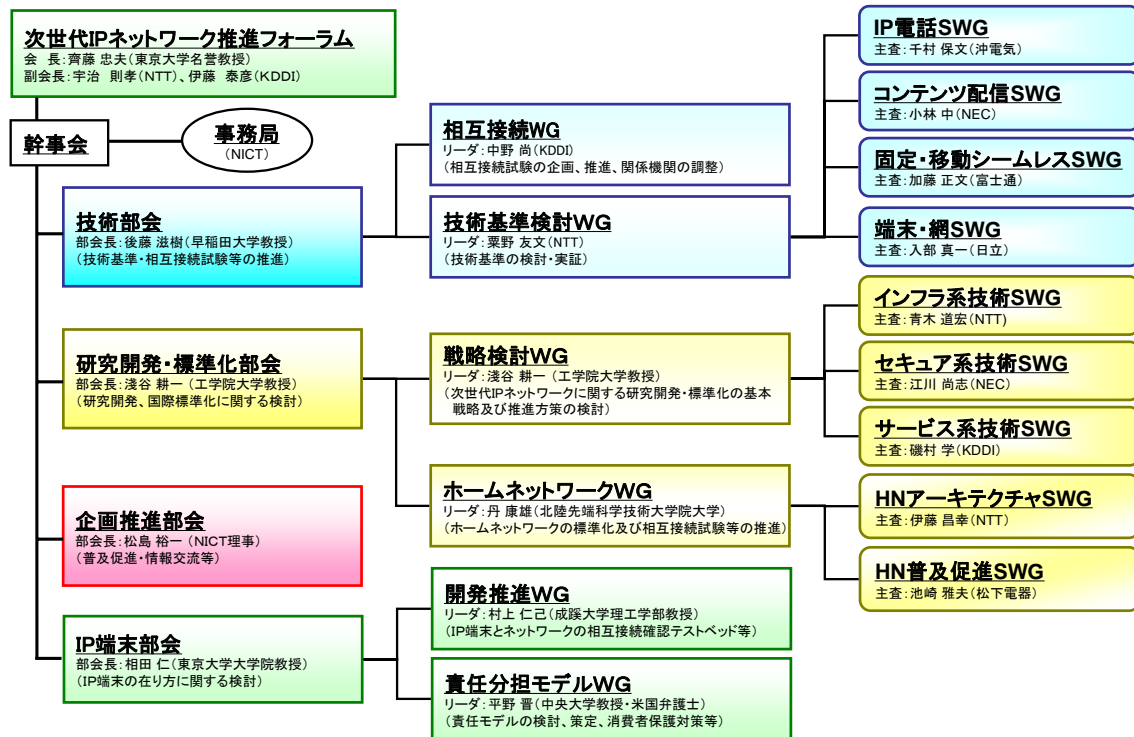 次世代IPネットワーク推進フォーラム
会　長：齊藤 忠夫（東京大学名誉教授）
副会長：宇治　則孝（NTT）、伊藤　泰彦（KDDI）
幹事会
事務局
（NICT）
技術部会
部会長：後藤 滋樹（早稲田大学教授）
（技術基準・相互接続試験等の推進）
相互接続WG
リーダ：中野 尚（KDDI）
（相互接続試験の企画、推進、関係機関の調整）
技術基準検討WG
リーダ：粟野 友文（NTT）
（技術基準の検討・実証）
IP電話SWG
主査：千村 保文（沖電気）
コンテンツ配信SWG
主査：小林 中（NEC）
固定・移動シームレスSWG
主査：加藤 正文（富士通）
端末・網SWG
主査：入部 真一（日立）
研究開発・標準化部会
部会長：淺谷 耕一 （工学院大学教授）
（研究開発、国際標準化に関する検討）
戦略検討WG
リーダ：淺谷 耕一 （工学院大学教授）
（次世代IPネットワークに関する研究開発・標準化の基本
戦略及び推進方策の検討）
インフラ系技術SWG
主査：青木 道宏（NTT）
セキュア系技術SWG
主査：江川 尚志（NEC）
サービス系技術SWG
主査：磯村 学（KDDI）
ホームネットワークWG
リーダ：丹 康雄（北陸先端科学技術大学院大学）
（ホームネットワークの標準化及び相互接続試験等の推進）
HNアーキテクチャSWG
主査：伊藤 昌幸（NTT）
HN普及促進SWG
主査：池崎 雅夫（松下電器）
企画推進部会
部会長：松島 裕一 （NICT理事）
（普及促進・情報交流等）
IP端末部会
部会長：相田 仁（東京大学大学院教授）
（IP端末の在り方に関する検討）
開発推進WG
リーダ：村上 仁己（成蹊大学理工学部教授）
（IP端末とネットワークの相互接続確認テストベッド等）
責任分担モデルWG
リーダ：平野 晋（中央大学教授・米国弁護士）
（責任モデルの検討、策定、消費者保護対策等）